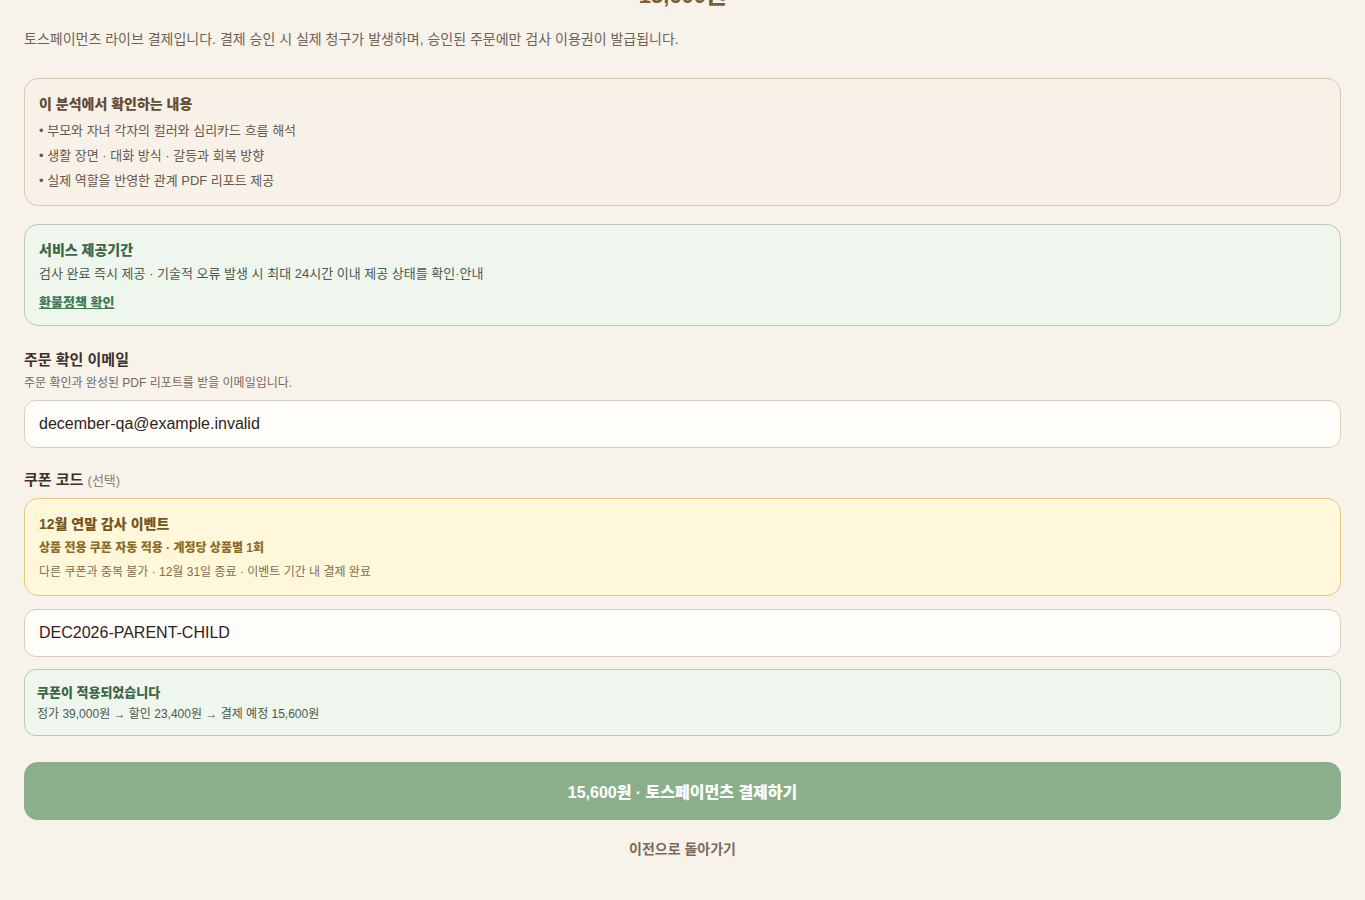 토스페이먼츠 라이브 결제입니다. 결제 승인 시 실제 청구가 발생하며, 승인된 주문에만 검사 이용권이 발급됩니다.
이 분석에서 확인하는 내용
• 부모와 자녀 각자의 컬러와 심리카드 흐름 해석
• 생활 장면 · 대화 방식 · 갈등과 회복 방향
• 실제 역할을 반영한 관계 PDF 리포트 제공
서비스 제공기간
검사 완료 즉시 제공 · 기술적 오류 발생 시 최대 24시간 이내 제공 상태를 확인·안내
환불정책 확인
주문 확인 이메일
주문 확인과 완성된 PDF 리포트를 받을 이메일입니다.
december-qa@example.invalid
쿠폰 코드 (선택)
12월 연말 감사 이벤트
상품 전용 쿠폰 자동 적용 · 계정당 상품별 1회
다른 쿠폰과 중복 불가 · 12월 31일 종료 · 이벤트 기간 내 결제 완료
DEC2026-PARENT-CHILD
쿠폰이 적용되었습니다
정가 39,000원 → 할인 23,400원 → 결제 예정 15,600원
15,600원 · 토스페이먼츠 결제하기
이전으로 돌아가기